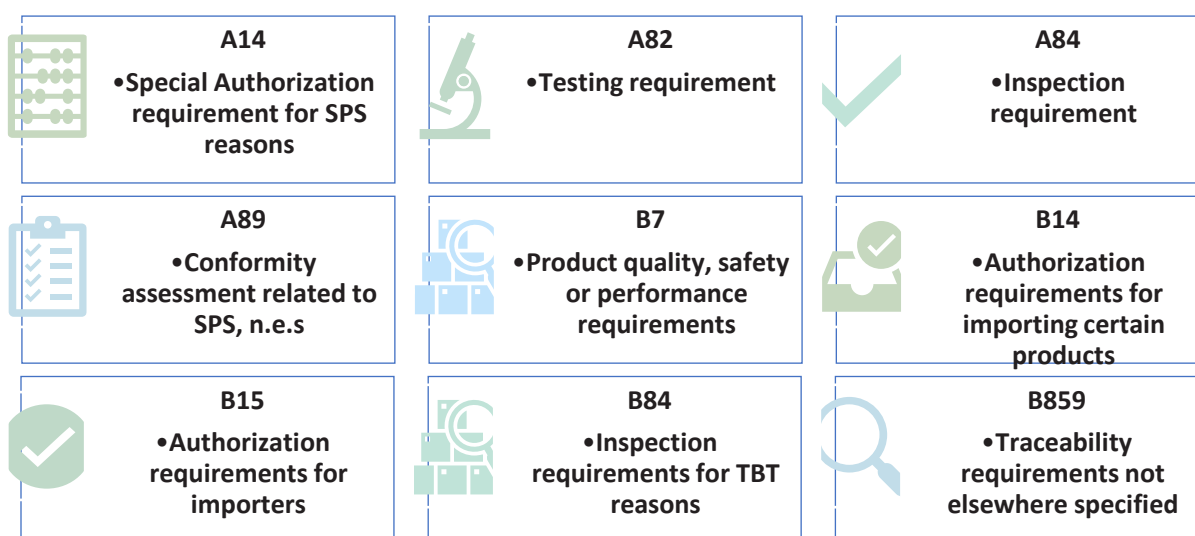 A14
•Special Authorization
requirement for SPS
reasons
A82
•Testing requirement
A84
•Inspection
requirement
A89
•Conformity
assessment related to
SPS, n.e.s
B7
•Product quality, safety
or performance
requirements
B14
•Authorization
requirements for
importing certain
products
B15
•Authorization
requirements for
importers
B84
•Inspection
requirements for TBT
reasons
B859
•Traceability
requirements not
elsewhere specified